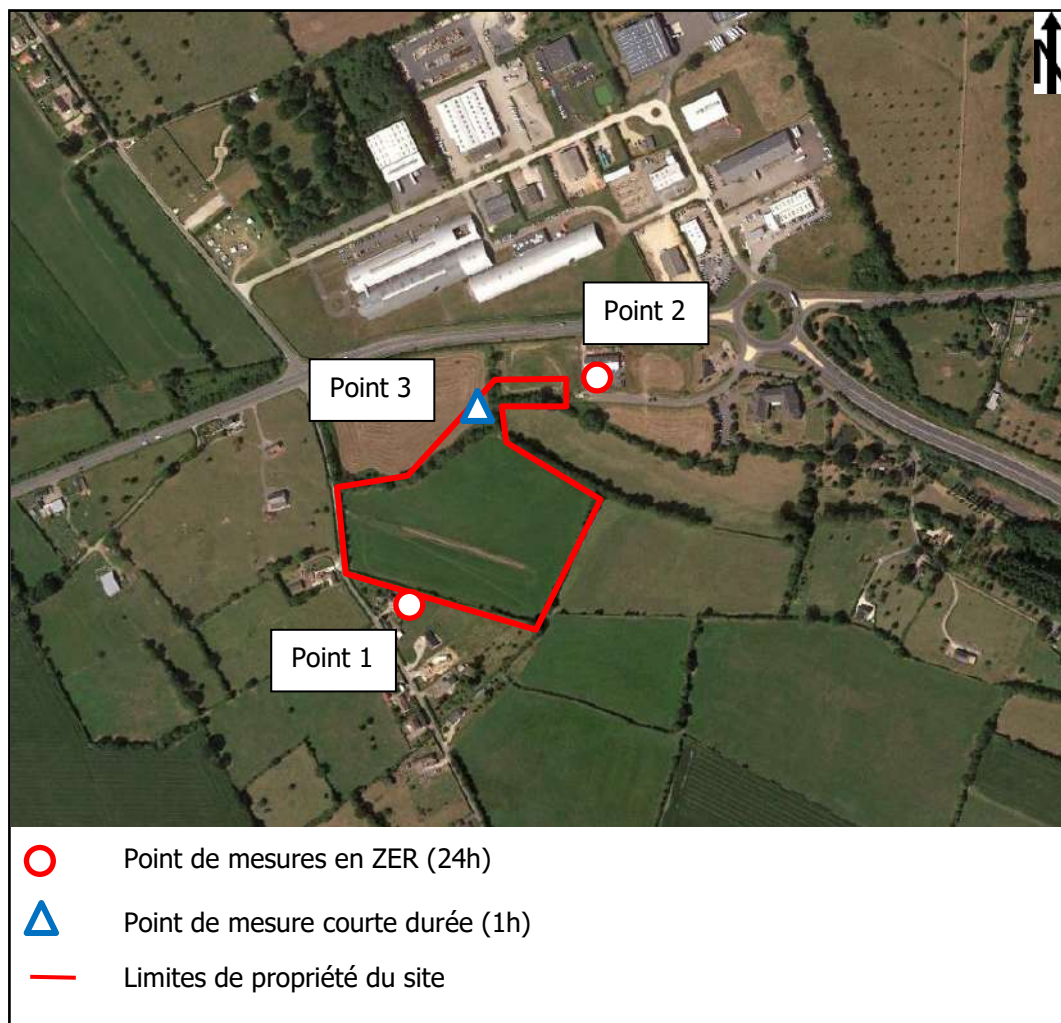 N
Point 2
Point 3
Point 1
Point de mesures en ZER (24h)
Point de mesure courte durée (1h)
Limites de propriété du site